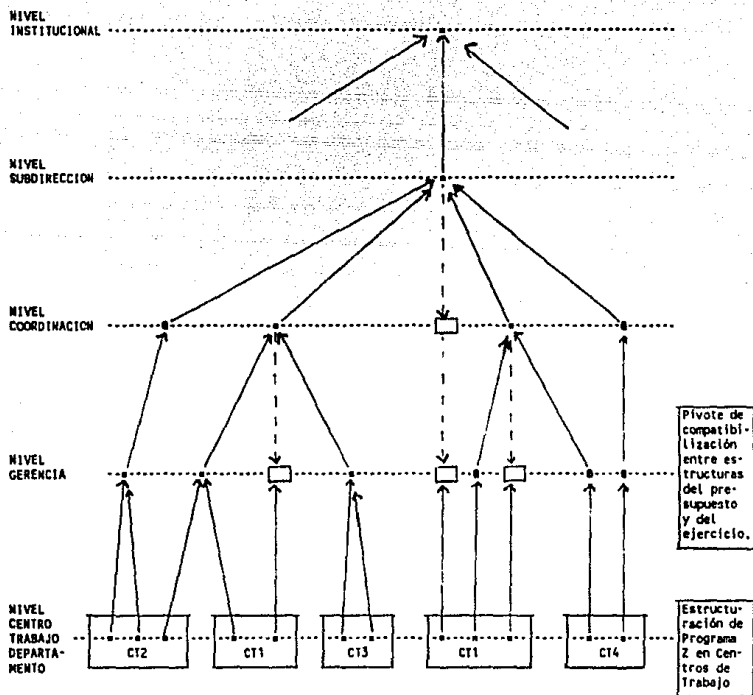 NIVEL
INSTITUCIONAL
NIVEL
SUBDIRECCION
NIVEL
COORDINACION
NIVEL
GERENCIA
Pivote de
compatibi-
lización
entre es-
tructuras
del pre-
supuesto
y del
ejercicio.
NIVEL
CENTRO
TRABAJO
DEPARTA-
MENTO
CT2
CT1
CT3
CT1
CT4
Estructu-
ración de
Programa
Z en Cen-
tros de
Trabajo